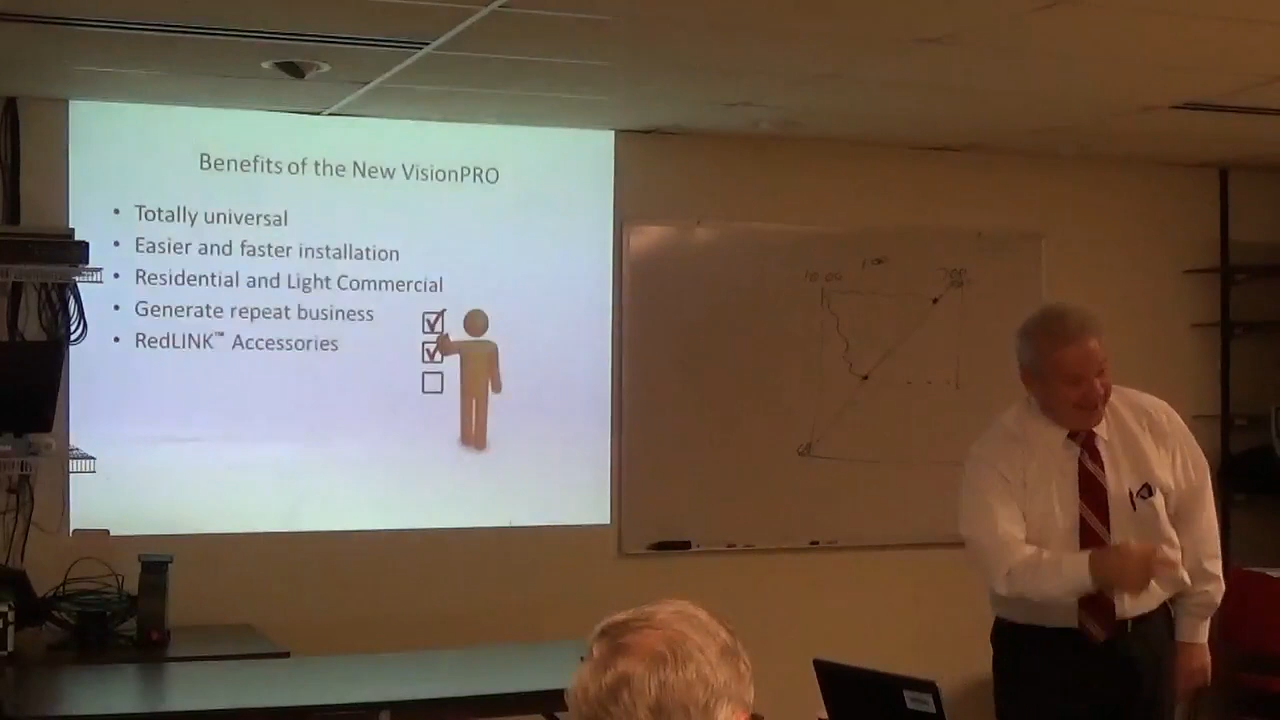 Benefits of the New VisionPRO
• Totally universal
• Easier and faster installation
• Residential and Light Commercial
• Generate repeat business
• RedLINK™ Accessories